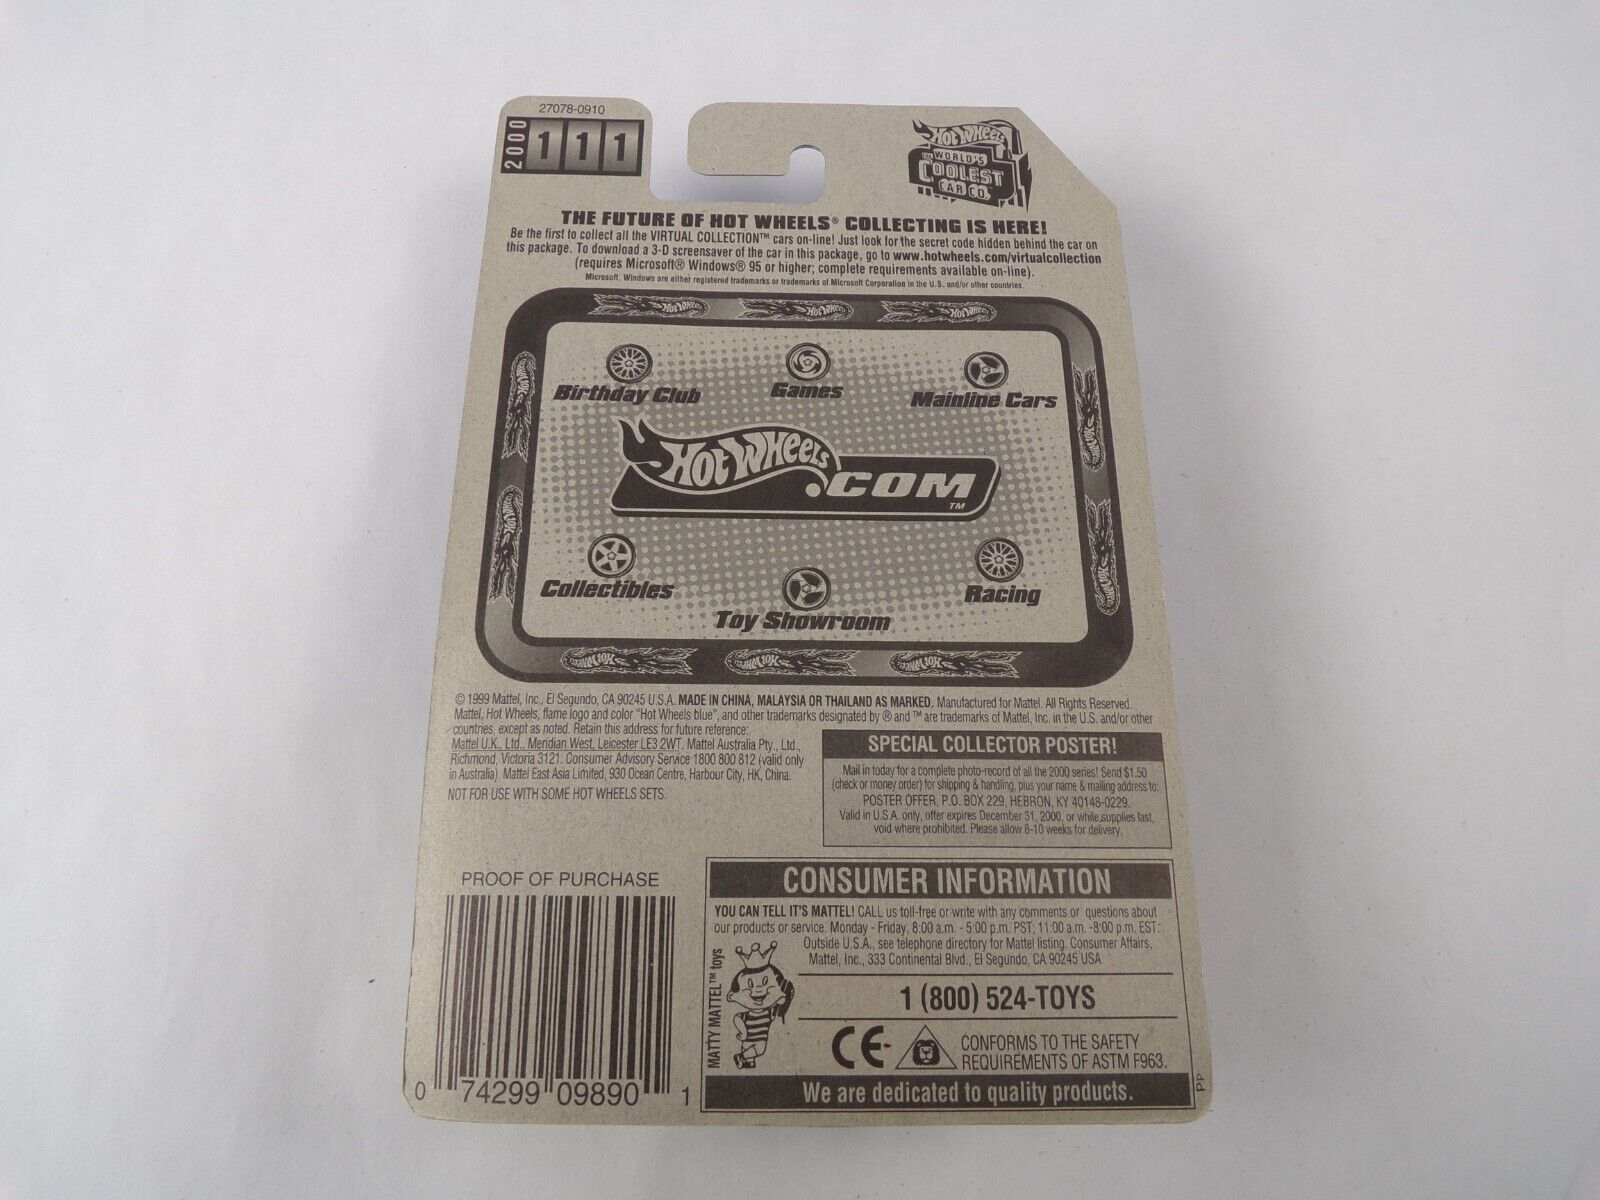 27078-0910
2000
1 1 1
HOT WHEELS
THE WORLD'S
COOLEST
CAR CO.
THE FUTURE OF HOT WHEELS® COLLECTING IS HERE!
Be the first to collect all the VIRTUAL COLLECTION™ cars on-line! Just look for the secret code hidden behind the car on
this package. To download a 3-D screensaver of the car in this package, go to www.hotwheels.com/virtualcollection
(requires Microsoft® Windows® 95 or higher; complete requirements available on-line).
Microsoft, Windows are either registered trademarks or trademarks of Microsoft Corporation in the U.S. and/or other countries.
HOT WHEELS HOT WHEELS HOT WHEELS
Birthday Club
Games
Mainline Cars
HOT WHEELS
.COM™
Collectibles
Toy Showroom
Racing
HOT WHEELS HOT WHEELS HOT WHEELS
© 1999 Mattel, Inc., El Segundo, CA 90245 U.S.A. MADE IN CHINA, MALAYSIA OR THAILAND AS MARKED. Manufactured for Mattel. All Rights Reserved.
Mattel, Hot Wheels, flame logo and color "Hot Wheels blue", and other trademarks designated by ® and ™ are trademarks of Mattel, Inc. in the U.S. and/or other
countries, except as noted. Retain this address for future reference:
Mattel U.K., Ltd., Meridian West, Leicester LE3 2WT. Mattel Australia Pty., Ltd.,
Richmond, Victoria 3121. Consumer Advisory Service 1800 800 812 (valid only
in Australia). Mattel East Asia Limited, 930 Ocean Centre, Harbour City, HK, China.
NOT FOR USE WITH SOME HOT WHEELS SETS.
SPECIAL COLLECTOR POSTER!
Mail in today for a complete photo-record of all the 2000 series! Send $1.50
(check or money order) for shipping & handling, plus your name & mailing address to:
POSTER OFFER, P.O. BOX 229, HEBRON, KY 40148-0229.
Valid in U.S.A. only, offer expires December 31, 2000, or while supplies last,
void where prohibited. Please allow 8-10 weeks for delivery.
PROOF OF PURCHASE
0 74299 09890 1
CONSUMER INFORMATION
YOU CAN TELL IT'S MATTEL! CALL us toll-free or write with any comments or questions about
our products or service. Monday - Friday, 8:00 a.m. - 5:00 p.m. PST; 11:00 a.m. -8:00 p.m. EST.
Outside U.S.A., see telephone directory for Mattel listing. Consumer Affairs,
Mattel, Inc., 333 Continental Blvd., El Segundo, CA 90245 USA
MATTY MATTEL™ toys
1 (800) 524-TOYS
CE
CONFORMS TO THE SAFETY
REQUIREMENTS OF ASTM F963.
We are dedicated to quality products.
PP